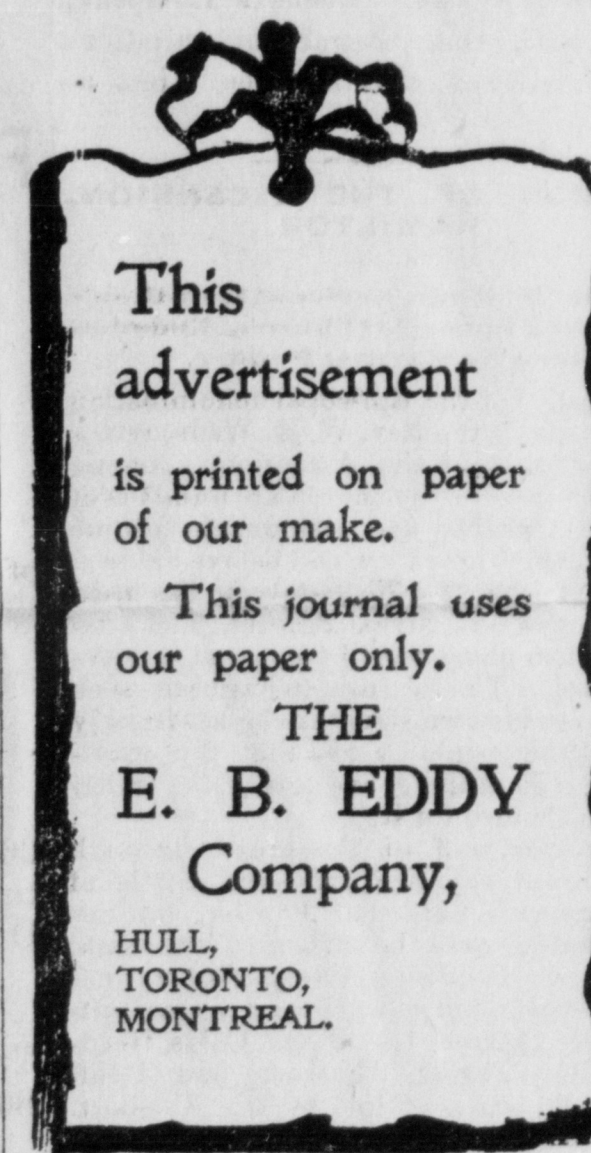 This
advertisement
is printed on paper
of our make.
This journal uses
our paper only.
THE
E. B. EDDY
Company,
HULL,
TORONTO,
MONTREAL.